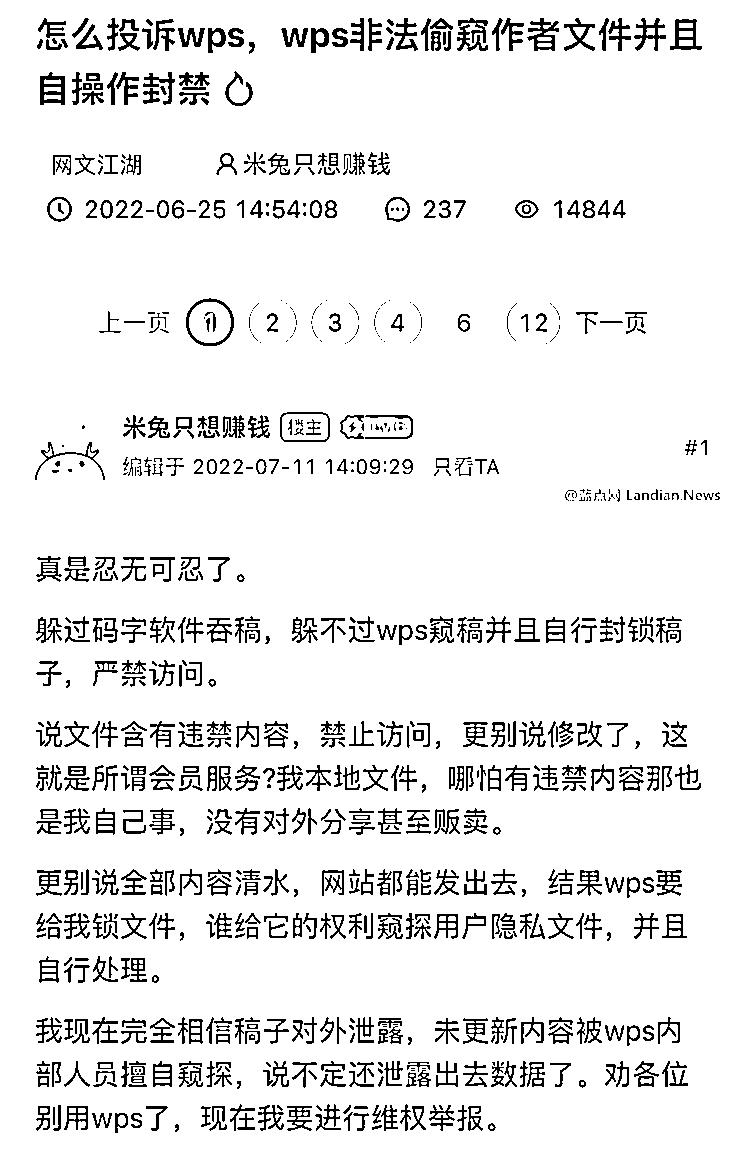 怎么投诉wps，wps非法偷窥作者文件并且
自操作封禁
网文江湖 米兔只想赚钱
2022-06-25 14:54:08 237 14844
上一页 1 2 3 4 6 12 下一页
米兔只想赚钱 楼主
编辑于 2022-07-11 14:09:29 只看TA
#1
@蓝点网 Landian.News
真是忍无可忍了。
躲过码字软件吞稿，躲不过wps窥稿并且自行封锁稿
子，严禁访问。
说文件含有违禁内容，禁止访问，更别说修改了，这
就是所谓会员服务?我本地文件，哪怕有违禁内容那也
是我自己事，没有对外分享甚至贩卖。
更别说全部内容清水，网站都能发出去，结果wps要
给我锁文件，谁给它的权利窥探用户隐私文件，并且
自行处理。
我现在完全相信稿子对外泄露，未更新内容被wps内
部人员擅自窥探，说不定还泄露出去数据了。劝各位
别用wps了，现在我要进行维权举报。